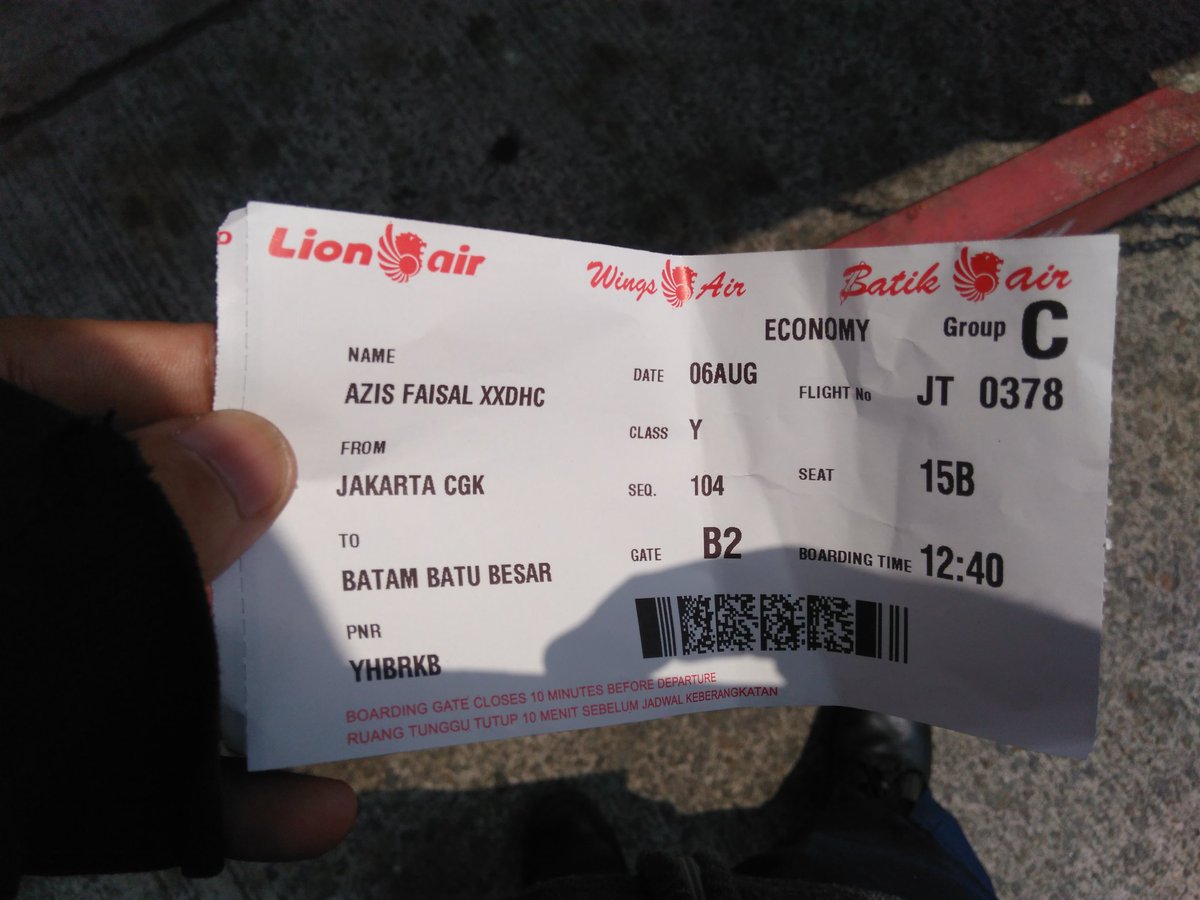 Lion air
Wings Air
Batik air
ECONOMY Group C
NAME
AZIS FAISAL XXDHC
DATE 06AUG
FLIGHT No JT 0378
FROM
JAKARTA CGK
CLASS Y
SEQ. 104
SEAT 15B
TO
BATAM BATU BESAR
GATE B2
BOARDING TIME 12:40
PNR
YHBRKB
BOARDING GATE CLOSES 10 MINUTES BEFORE DEPARTURE
RUANG TUNGGU TUTUP 10 MENIT SEBELUM JADWAL KEBERANGKATAN